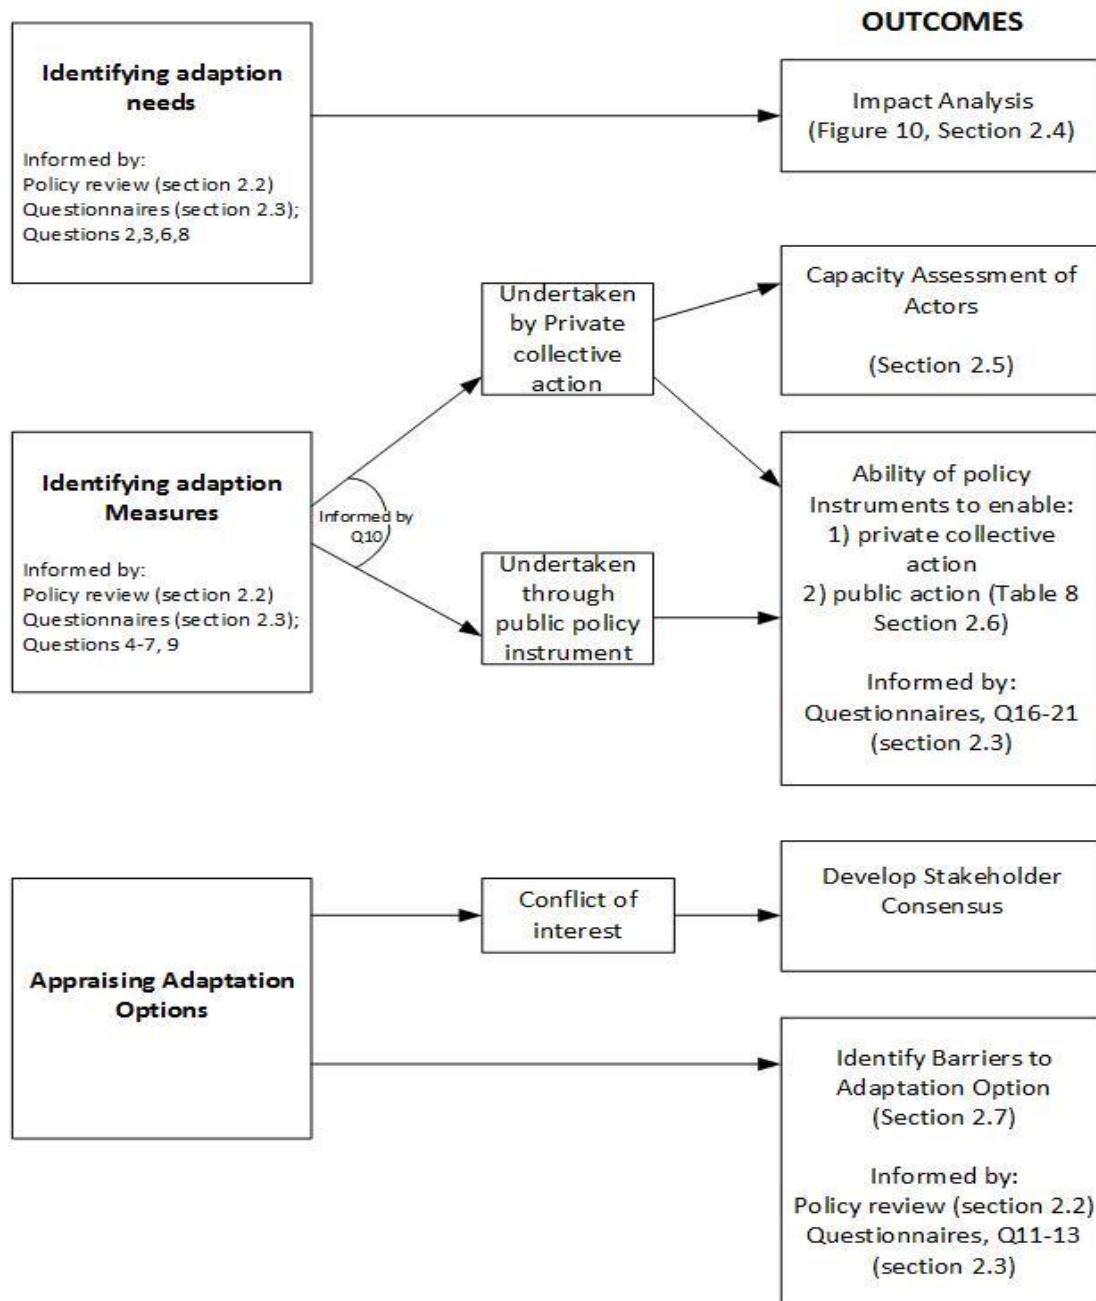 OUTCOMES
Identifying adaption
needs
Informed by:
Policy review (section 2.2)
Questionnaires (section 2.3);
Questions 2,3,6,8
Impact Analysis
(Figure 10, Section 2.4)
Undertaken
by Private
collective
action
Capacity Assessment of
Actors
(Section 2.5)
Identifying adaption
Measures
Informed by:
Policy review (section 2.2)
Questionnaires (section 2.3);
Questions 4-7, 9
Informed by
Q10
Undertaken
through
public policy
instrument
Ability of policy
Instruments to enable:
1) private collective
action
2) public action (Table 8
Section 2.6)
Informed by:
Questionnaires, Q16-21
(section 2.3)
Appraising Adaptation
Options
Conflict of
interest
Develop Stakeholder
Consensus
Identify Barriers to
Adaptation Option
(Section 2.7)
Informed by:
Policy review (section 2.2)
Questionnaires, Q11-13
(section 2.3)